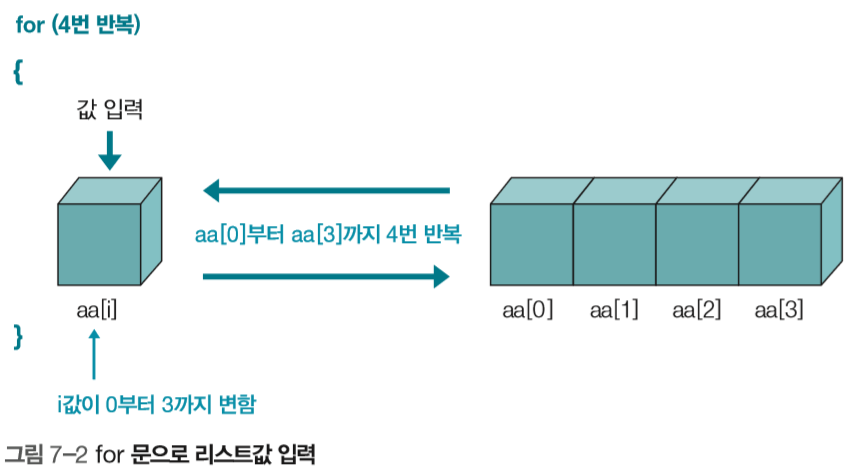 for (4번 반복)
{
값 입력
aa[0]부터 aa[3]까지 4번 반복
aa[i]
aa[0] aa[1] aa[2] aa[3]
}
i값이 0부터 3까지 변함
그림 7-2 for 문으로 리스트값 입력